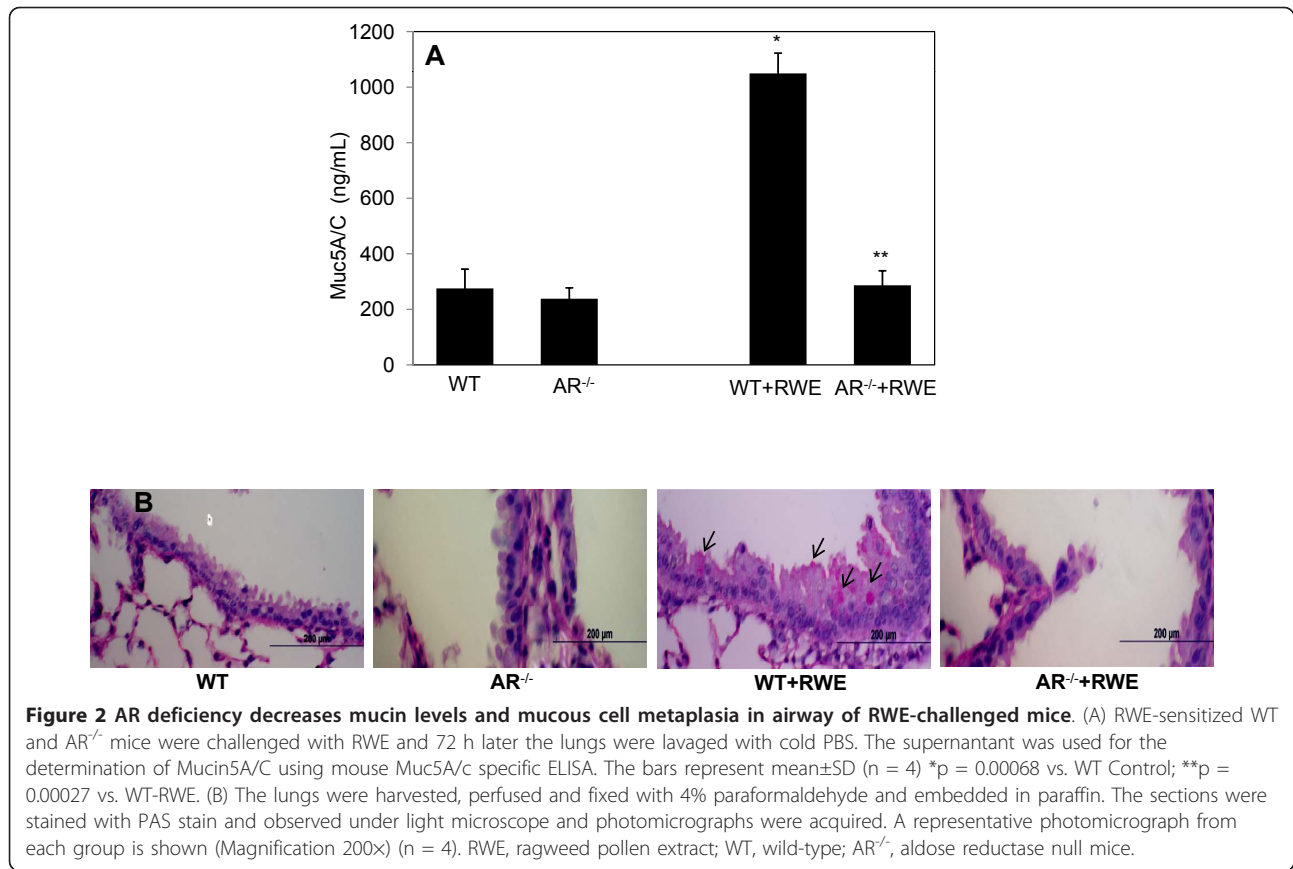 1200
1000
800
600
400
200
0
Muc5A/C (ng/mL)
A
*
**
WT
AR-/-
WT+RWE
AR-/-+RWE
B
200 µm
200 µm
200 µm
200 µm
WT
AR-/-
WT+RWE
AR-/-+RWE
Figure 2 AR deficiency decreases mucin levels and mucous cell metaplasia in airway of RWE-challenged mice. (A) RWE-sensitized WT
and AR-/- mice were challenged with RWE and 72 h later the lungs were lavaged with cold PBS. The supernantant was used for the
determination of Mucin5A/C using mouse Muc5A/c specific ELISA. The bars represent mean±SD (n = 4) *p = 0.00068 vs. WT Control; **p =
0.00027 vs. WT-RWE. (B) The lungs were harvested, perfused and fixed with 4% paraformaldehyde and embedded in paraffin. The sections were
stained with PAS stain and observed under light microscope and photomicrographs were acquired. A representative photomicrograph from
each group is shown (Magnification 200×) (n = 4). RWE, ragweed pollen extract; WT, wild-type; AR-/-, aldose reductase null mice.